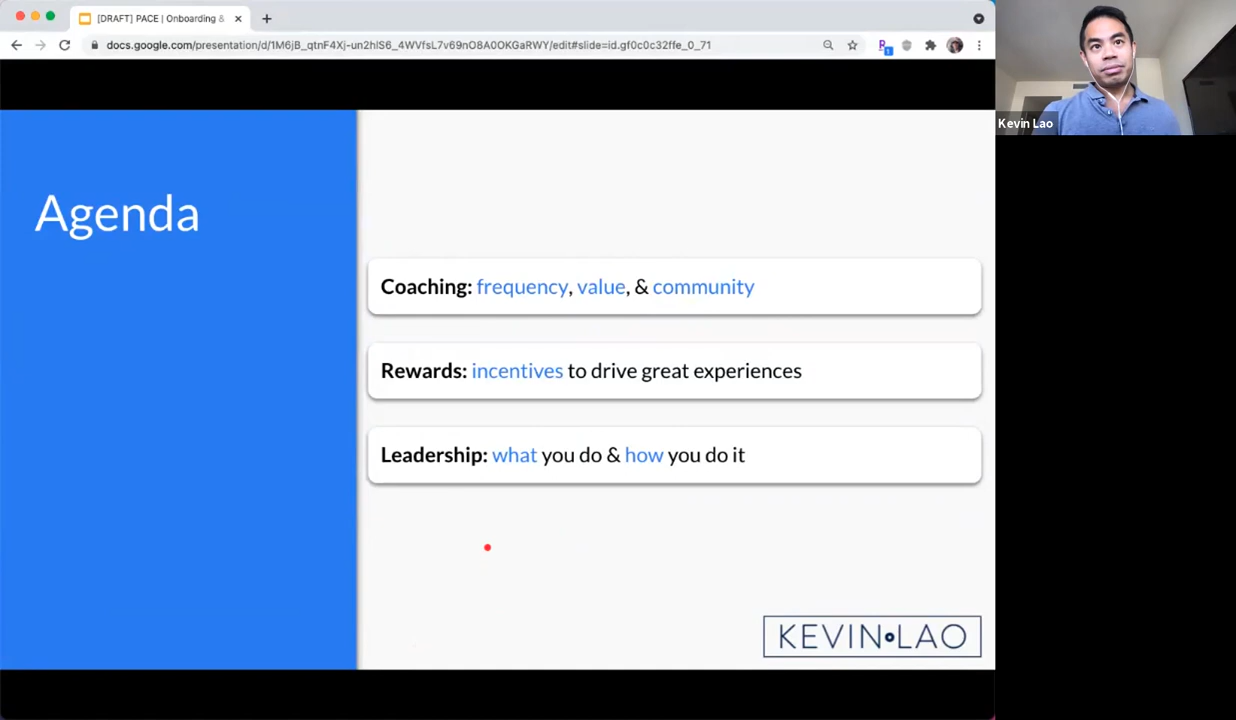 [DRAFT] PACE | Onboarding &
docs.google.com/presentation/d/1M6jB_qtnF4Xj-un2hlS6_4WVfsL7v69nO8A0OKGaRWY/edit#slide=id.gf0c0c32ffe_0_71
Kevin Lao
Agenda
Coaching: frequency, value, & community
Rewards: incentives to drive great experiences
Leadership: what you do & how you do it
KEVIN LAO